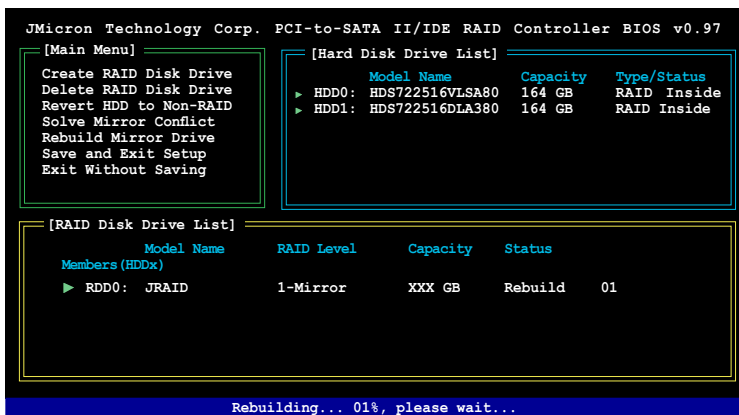 JMicron Technology Corp. PCI-to-SATA II/IDE RAID Controller BIOS v0.97
[Main Menu]
Create RAID Disk Drive
Delete RAID Disk Drive
Revert HDD to Non-RAID
Solve Mirror Conflict
Rebuild Mirror Drive
Save and Exit Setup
Exit Without Saving
[Hard Disk Drive List]
Model Name Capacity Type/Status
HDD0: HDS722516VLSA80 164 GB RAID Inside
HDD1: HDS722516DLA380 164 GB RAID Inside
[RAID Disk Drive List]
Model Name RAID Level Capacity Status
Members(HDDx)
RDD0: JRAID 1-Mirror XXX GB Rebuild 01
Rebuilding... 01%, please wait...